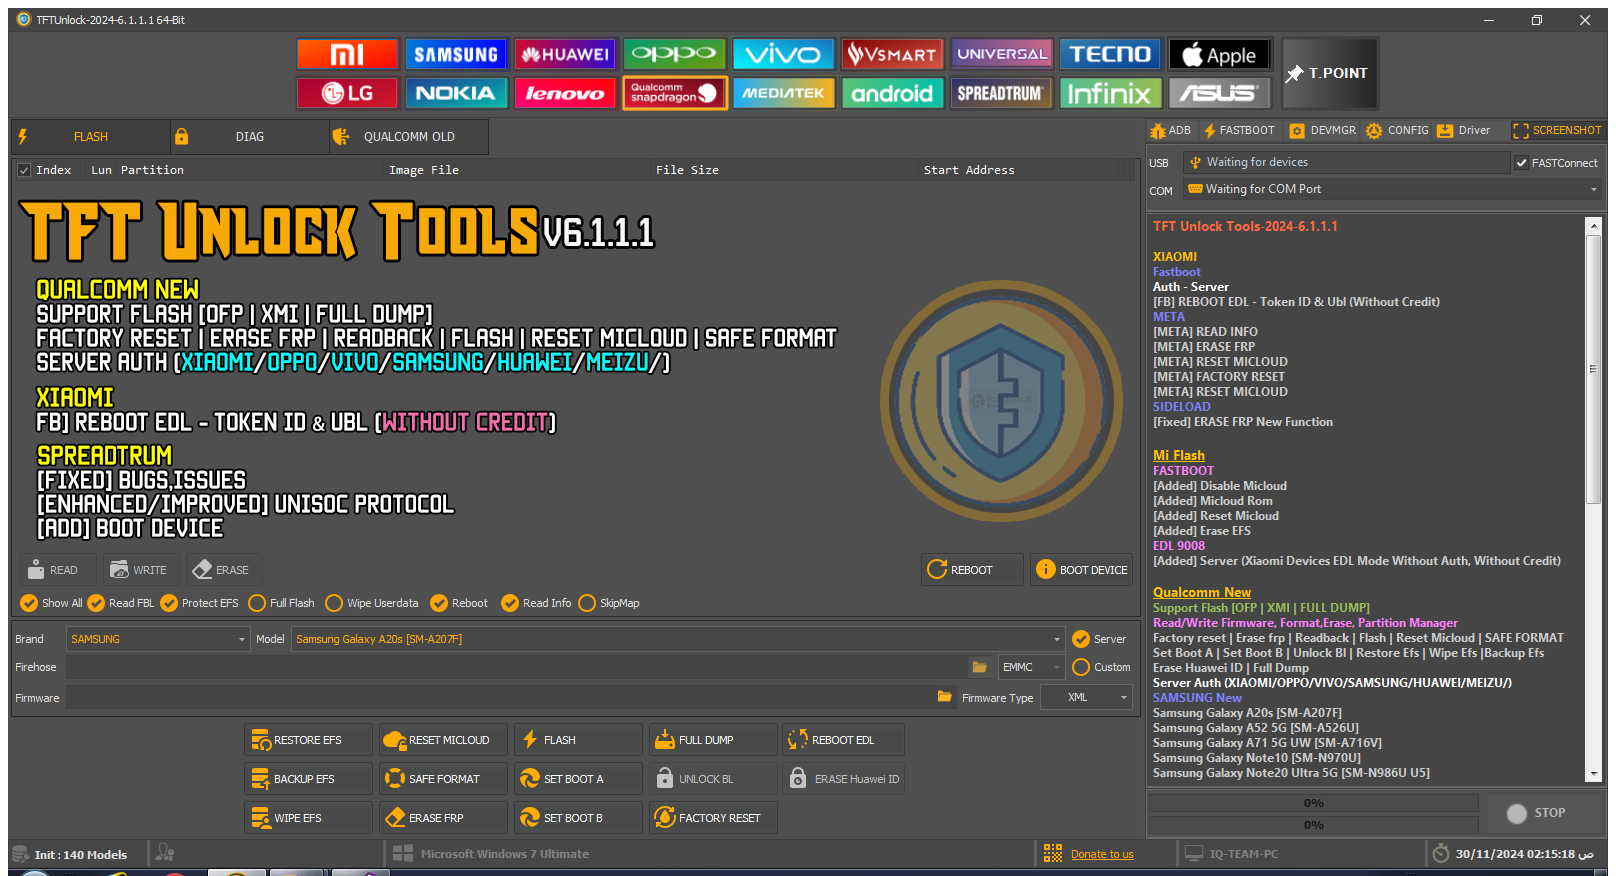 TFTUnlock-2024-6.1.1.1 64-Bit
mi SAMSUNG HUAWEI oppo vivo VSMART UNIVERSAL TECNO Apple
LG NOKIA lenovo Qualcomm snapdragon MEDIATEK android SPREADTRUM Infinix ASUS
T.POINT
FLASH DIAG QUALCOMM OLD
ADB FASTBOOT DEVMGR CONFIG Driver SCREENSHOT
Index Lun Partition Image File File Size Start Address
USB Waiting for devices FASTConnect
COM Waiting for COM Port
TFT UNLOCK TOOLS V6.1.1.1
QUALCOMM NEW
SUPPORT FLASH [OFP | XMI | FULL DUMP]
FACTORY RESET | ERASE FRP | READBACK | FLASH | RESET MICLOUD | SAFE FORMAT
SERVER AUTH (XIAOMI/OPPO/VIVO/SAMSUNG/HUAWEI/MEIZU/)
XIAOMI
FB] REBOOT EDL - TOKEN ID & UBL (WITHOUT CREDIT)
SPREADTRUM
[FIXED] BUGS,ISSUES
[ENHANCED/IMPROVED] UNISOC PROTOCOL
[ADD] BOOT DEVICE
READ WRITE ERASE REBOOT BOOT DEVICE
Show All Read FBL Protect EFS Full Flash Wipe Userdata Reboot Read Info SkipMap
Brand SAMSUNG Model Samsung Galaxy A20s [SM-A207F] Server
Firehose EMMC Custom
Firmware Firmware Type XML
RESTORE EFS RESET MICLOUD FLASH FULL DUMP REBOOT EDL
BACKUP EFS SAFE FORMAT SET BOOT A UNLOCK BL ERASE Huawei ID
WIPE EFS ERASE FRP SET BOOT B FACTORY RESET
TFT Unlock Tools-2024-6.1.1.1
XIAOMI
Fastboot
Auth - Server
[FB] REBOOT EDL - Token ID & Ubl (Without Credit)
META
[META] READ INFO
[META] ERASE FRP
[META] RESET MICLOUD
[META] FACTORY RESET
[META] RESET MICLOUD
SIDELOAD
[Fixed] ERASE FRP New Function
Mi Flash
FASTBOOT
[Added] Disable Micloud
[Added] Micloud Rom
[Added] Reset Micloud
[Added] Erase EFS
EDL 9008
[Added] Server (Xiaomi Devices EDL Mode Without Auth, Without Credit)
Qualcomm New
Support Flash [OFP | XMI | FULL DUMP]
Read/Write Firmware, Format,Erase, Partition Manager
Factory reset | Erase frp | Readback | Flash | Reset Micloud | SAFE FORMAT
Set Boot A | Set Boot B | Unlock Bl | Restore Efs | Wipe Efs |Backup Efs
Erase Huawei ID | Full Dump
Server Auth (XIAOMI/OPPO/VIVO/SAMSUNG/HUAWEI/MEIZU/)
SAMSUNG New
Samsung Galaxy A20s [SM-A207F]
Samsung Galaxy A52 5G [SM-A526U]
Samsung Galaxy A71 5G UW [SM-A716V]
Samsung Galaxy Note10 [SM-N970U]
Samsung Galaxy Note20 Ultra 5G [SM-N986U U5]
0%
0%
STOP
Init : 140 Models Microsoft Windows 7 Ultimate Donate to us IQ-TEAM-PC 30/11/2024 02:15:18 ص